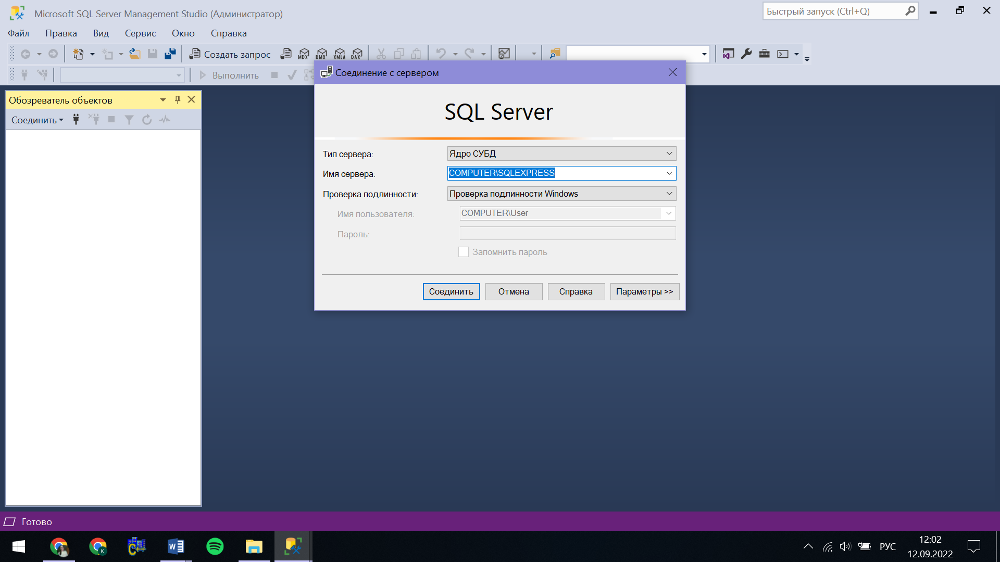 Microsoft SQL Server Management Studio (Администратор)
Быстрый запуск (Ctrl+Q)
Файл Правка Вид Сервис Окно Справка
Создать запрос MDX DMX XMLA DAX
Выполнить
Соединение с сервером
Обозреватель объектов
Соединить
SQL Server
Тип сервера: Ядро СУБД
Имя сервера: COMPUTER\SQLEXPRESS
Проверка подлинности: Проверка подлинности Windows
Имя пользователя: COMPUTER\User
Пароль:
Запомнить пароль
Соединить Отмена Справка Параметры >>
Готово
K C++ W РУС 12:02
12.09.2022